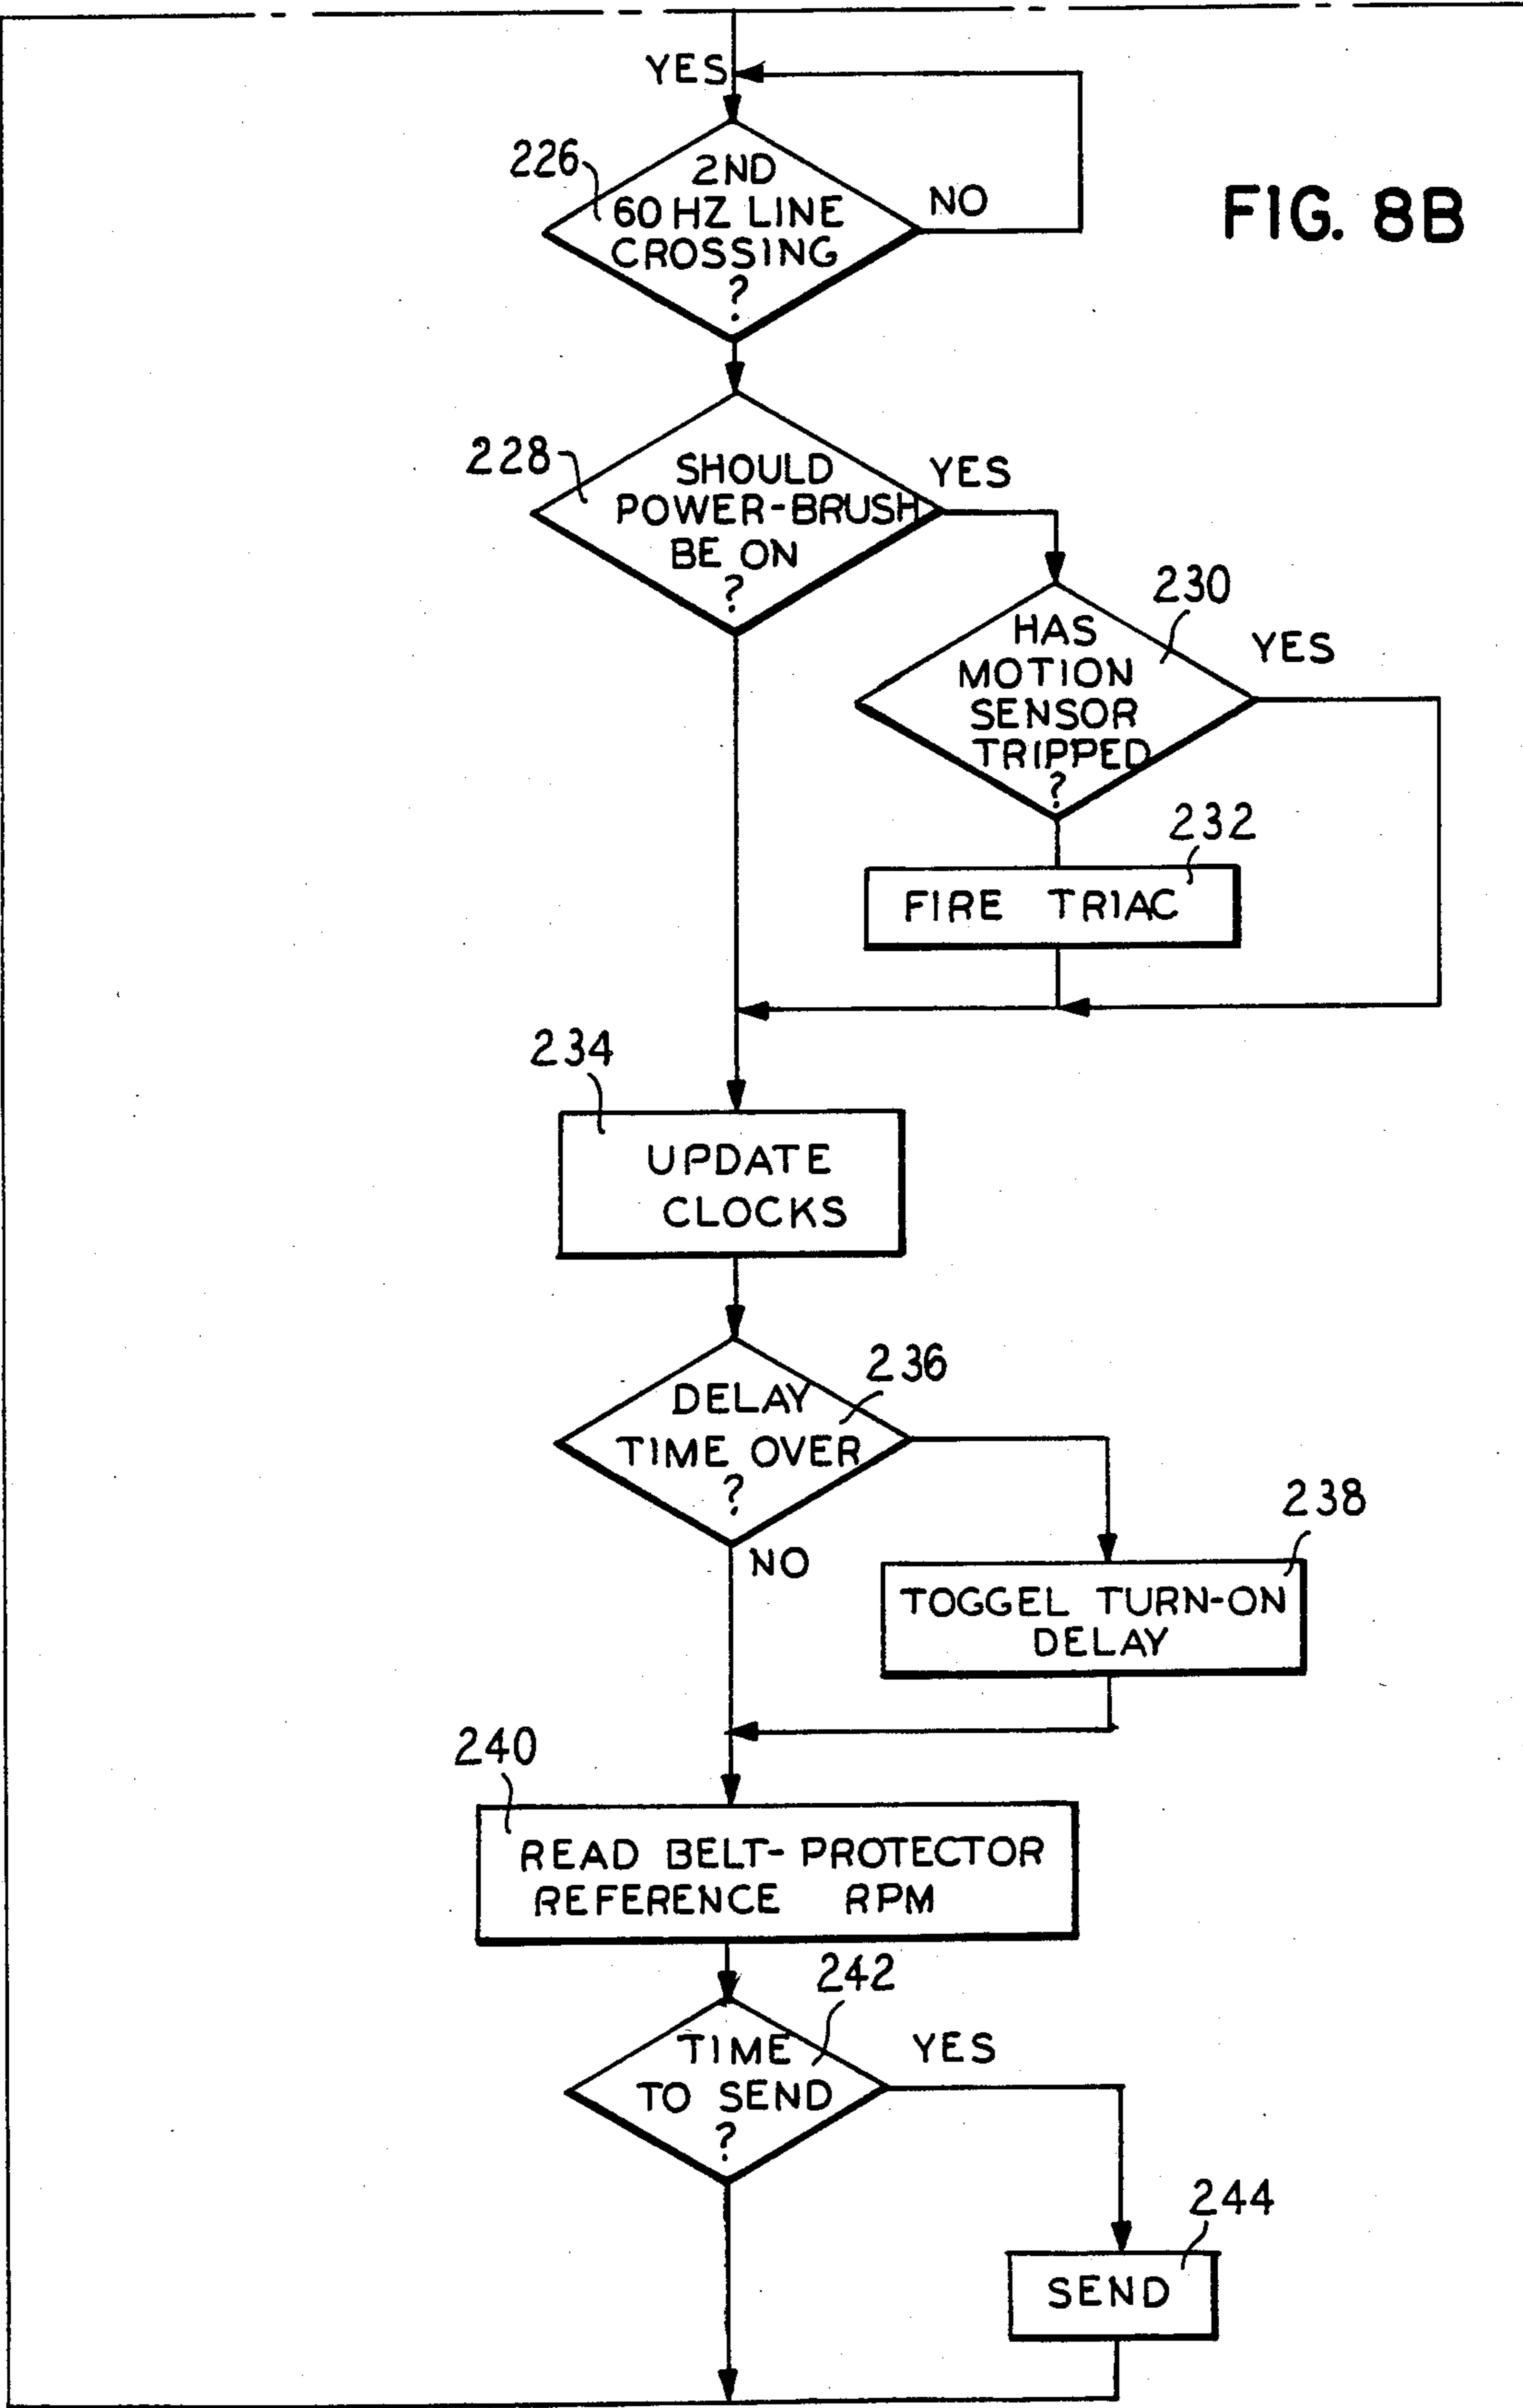 YES
226
2ND
60 HZ LINE
CROSSING
?
NO
FIG. 8B
228
SHOULD
POWER-BRUSH
BE ON
?
YES
230
HAS
MOTION
SENSOR
TRIPPED
?
YES
232
FIRE TRIAC
234
UPDATE
CLOCKS
236
DELAY
TIME OVER
?
NO
238
TOGGEL TURN-ON
DELAY
240
READ BELT-PROTECTOR
REFERENCE RPM
242
TIME
TO SEND
?
YES
244
SEND